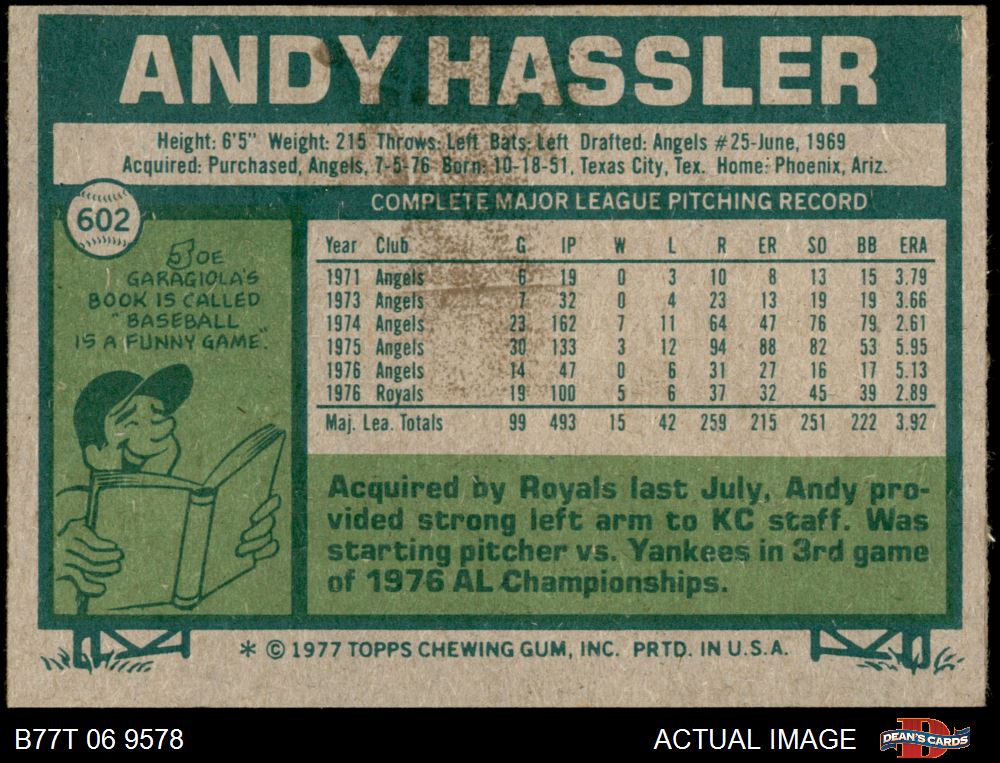 ANDY HASSLER
Height: 6'5" Weight: 215 Throws: Left Bats: Left Drafted: Angels #25-June, 1969
Acquired: Purchased, Angels, 7-5-76 Born: 10-18-51, Texas City, Tex. Home: Phoenix, Ariz.
602
JOE
GARAGIOLA'S
BOOK IS CALLED
"BASEBALL
IS A FUNNY GAME."
COMPLETE MAJOR LEAGUE PITCHING RECORD
Year Club G IP W L R ER SO BB ERA
1971 Angels 6 19 0 3 10 8 13 15 3.79
1973 Angels 7 32 0 4 23 13 19 19 3.66
1974 Angels 23 162 7 11 64 47 76 79 2.61
1975 Angels 30 133 3 12 94 88 82 53 5.95
1976 Angels 14 47 0 6 31 27 16 17 5.13
1976 Royals 19 100 5 6 37 32 45 39 2.89
Maj. Lea. Totals 99 493 15 42 259 215 251 222 3.92
Acquired by Royals last July, Andy pro-
vided strong left arm to KC staff. Was
starting pitcher vs. Yankees in 3rd game
of 1976 AL Championships.
* © 1977 TOPPS CHEWING GUM, INC. PRTD. IN U.S.A.
B77T 06 9578
ACTUAL IMAGE
DEAN'S CARDS